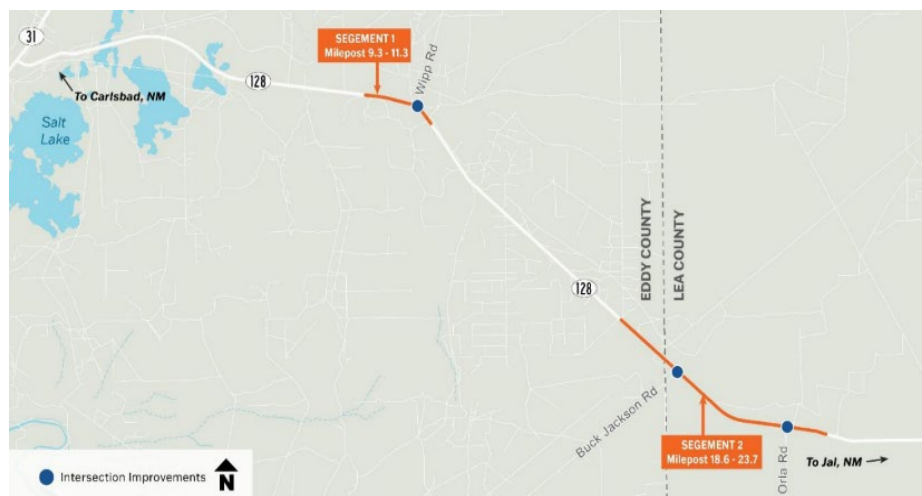 31
SEGEMENT 1
Milepost 9.3 - 11.3
Wipp Rd
128
To Carlsbad, NM
Salt
Lake
EDDY COUNTY
LEA COUNTY
128
Buck Jackson Rd
SEGEMENT 2
Milepost 18.6 - 23.7
Orla Rd
To Jal, NM
Intersection Improvements
N